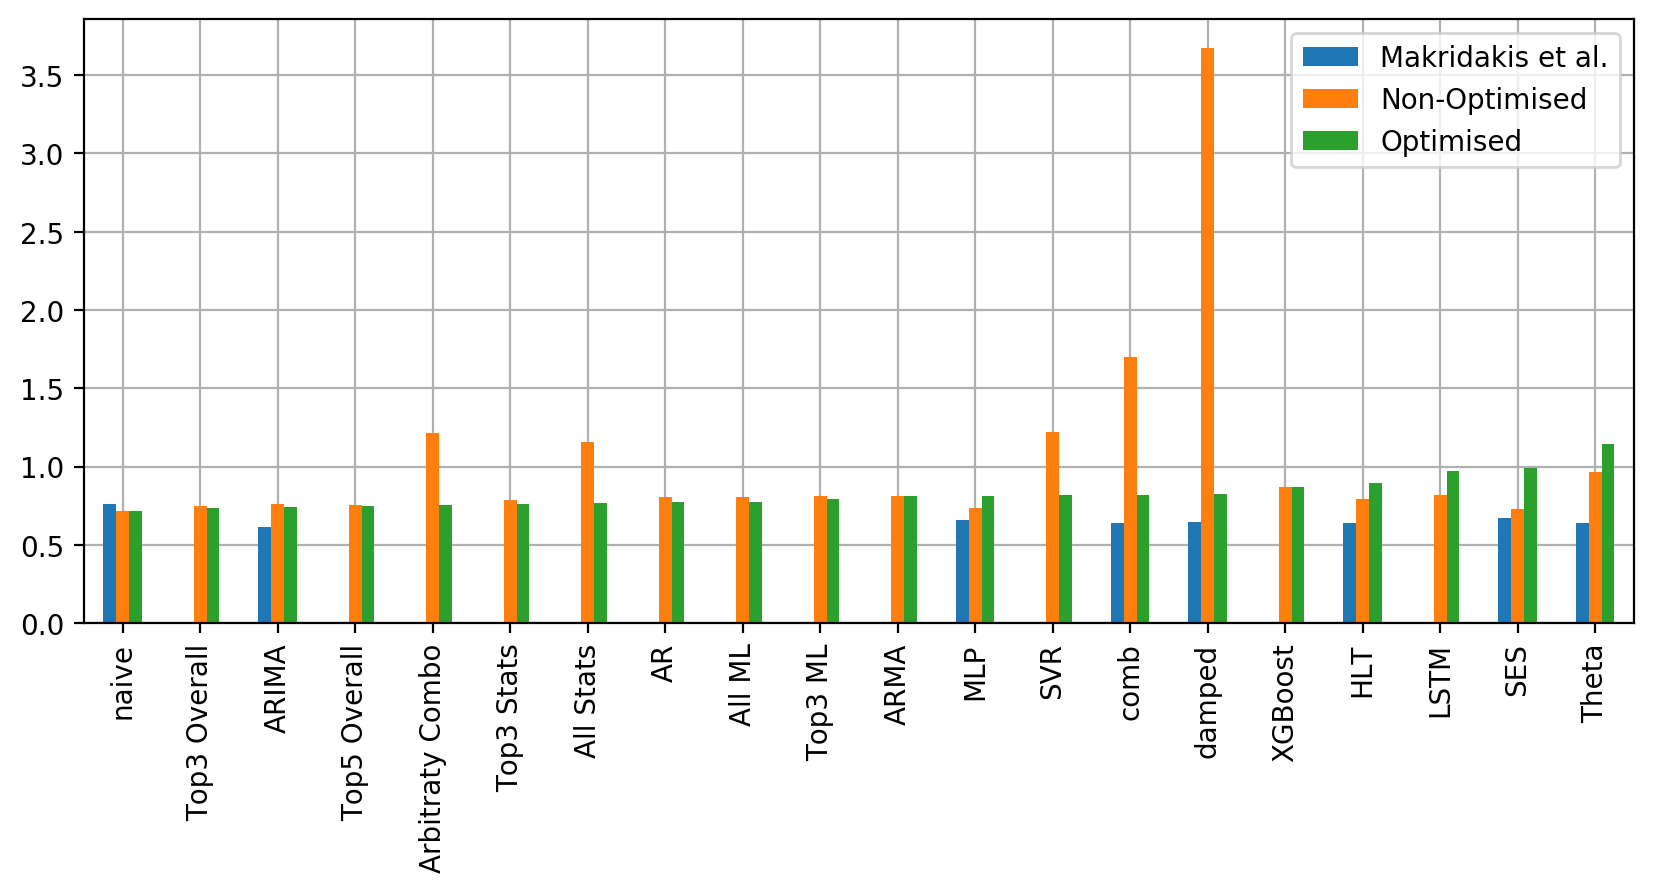 Makridakis et al.
Non-Optimised
Optimised
3.5
3.0
2.5
2.0
1.5
1.0
0.5
0.0
naive
Top3 Overall
ARIMA
Top5 Overall
Arbitraty Combo
Top3 Stats
All Stats
AR
All ML
Top3 ML
ARMA
MLP
SVR
comb
damped
XGBoost
HLT
LSTM
SES
Theta